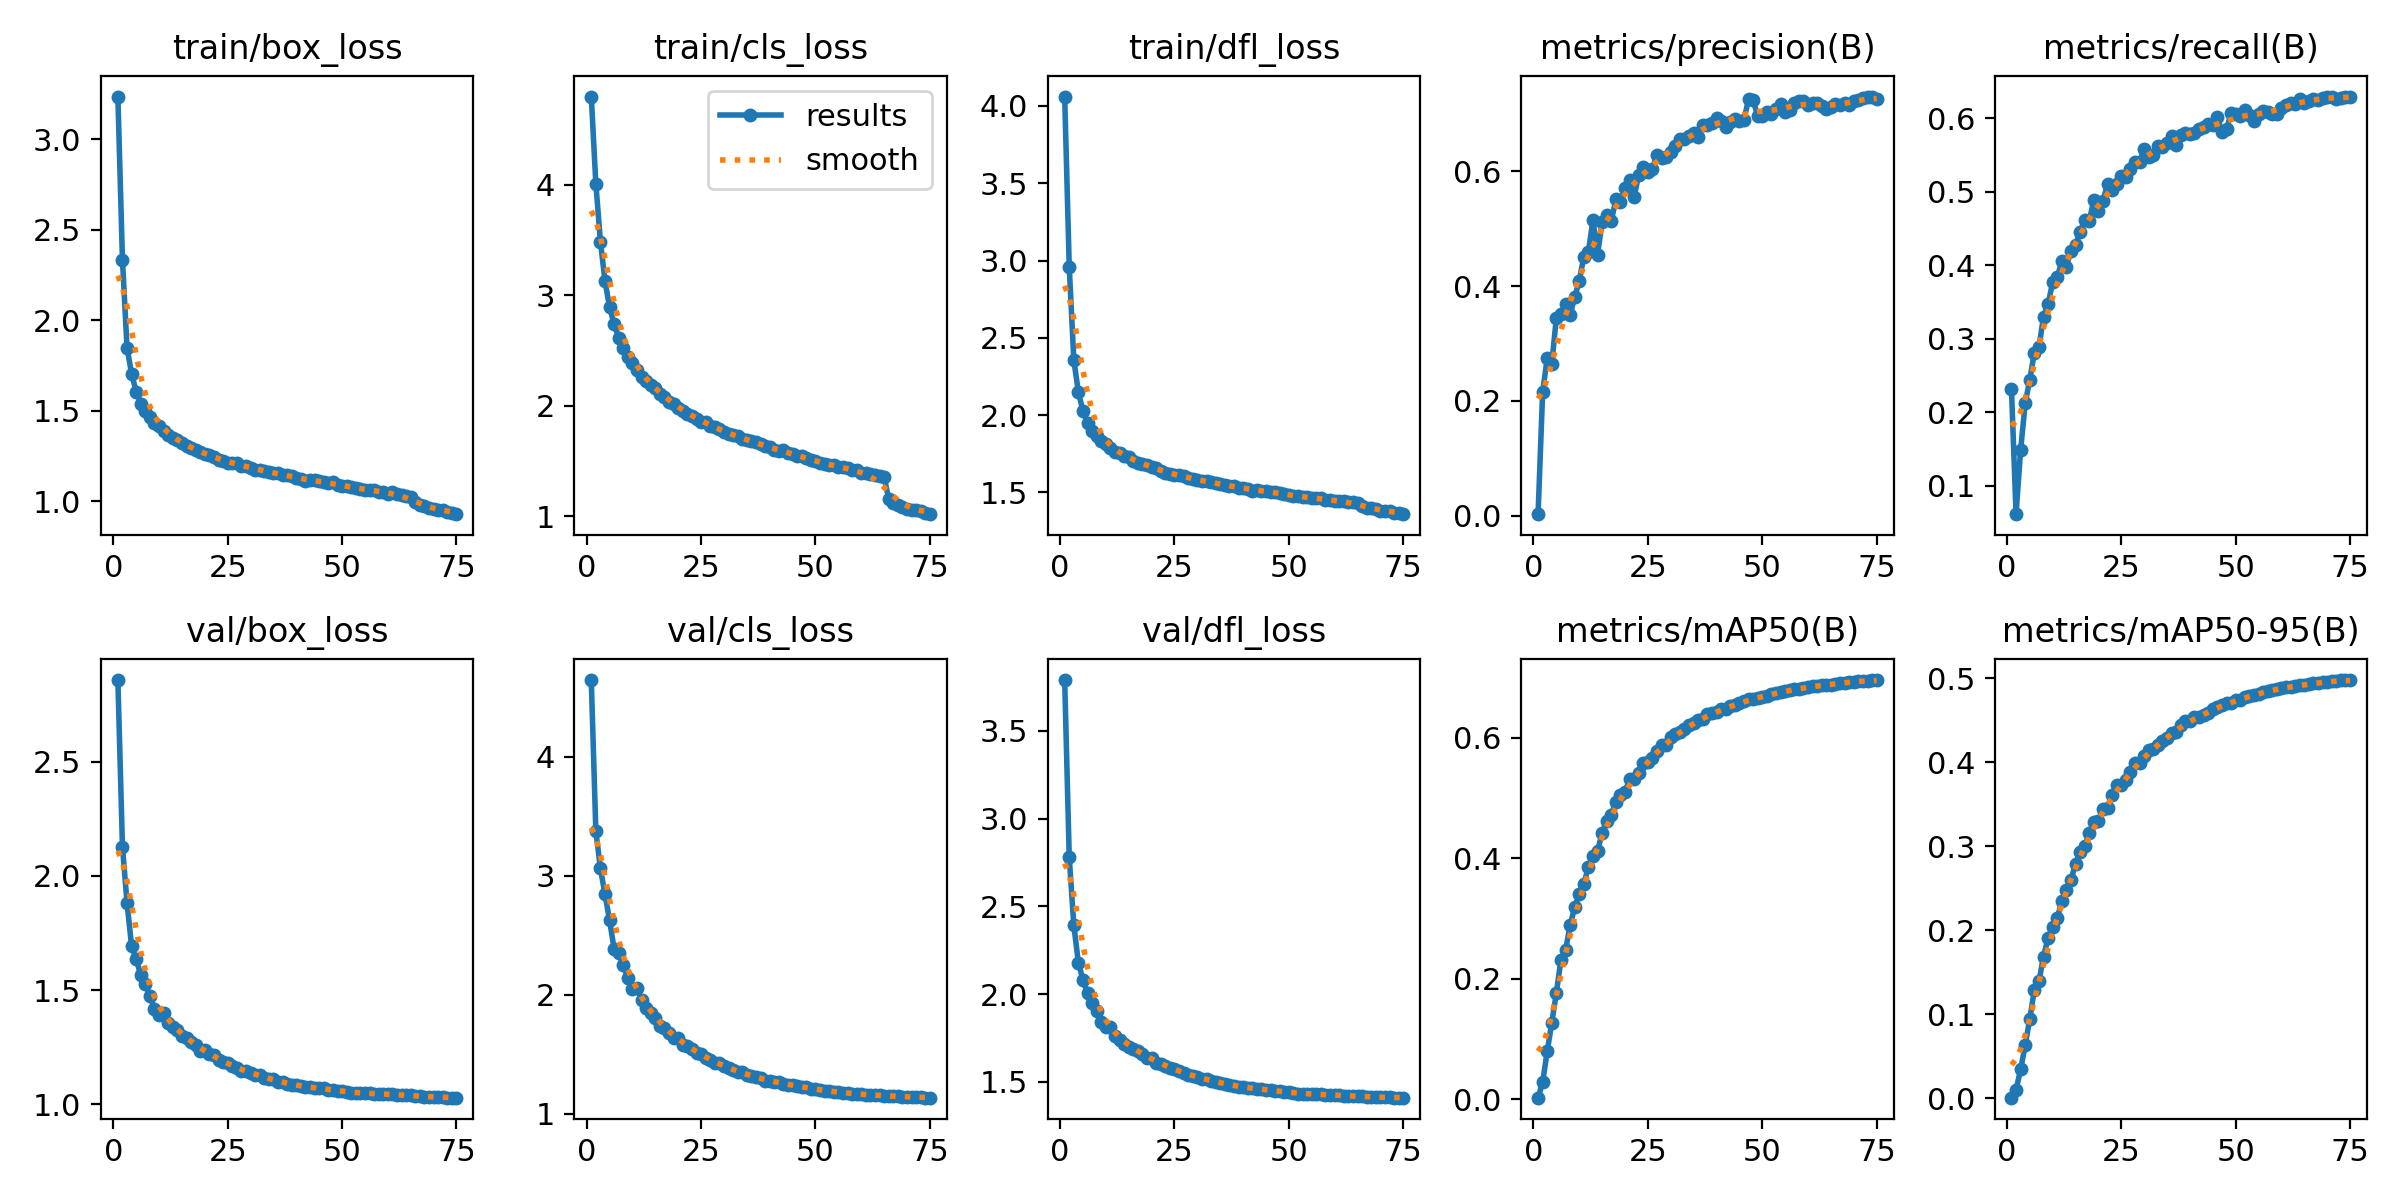 train/box_loss
train/cls_loss
train/dfl_loss
metrics/precision(B)
metrics/recall(B)
results
smooth
3.0
2.5
2.0
1.5
1.0
0 25 50 75
4
3
2
1
0 25 50 75
4.0
3.5
3.0
2.5
2.0
1.5
0 25 50 75
0.6
0.4
0.2
0.0
0 25 50 75
0.6
0.5
0.4
0.3
0.2
0.1
0 25 50 75
val/box_loss
val/cls_loss
val/dfl_loss
metrics/mAP50(B)
metrics/mAP50-95(B)
2.5
2.0
1.5
1.0
0 25 50 75
4
3
2
1
0 25 50 75
3.5
3.0
2.5
2.0
1.5
0 25 50 75
0.6
0.4
0.2
0.0
0 25 50 75
0.5
0.4
0.3
0.2
0.1
0.0
0 25 50 75